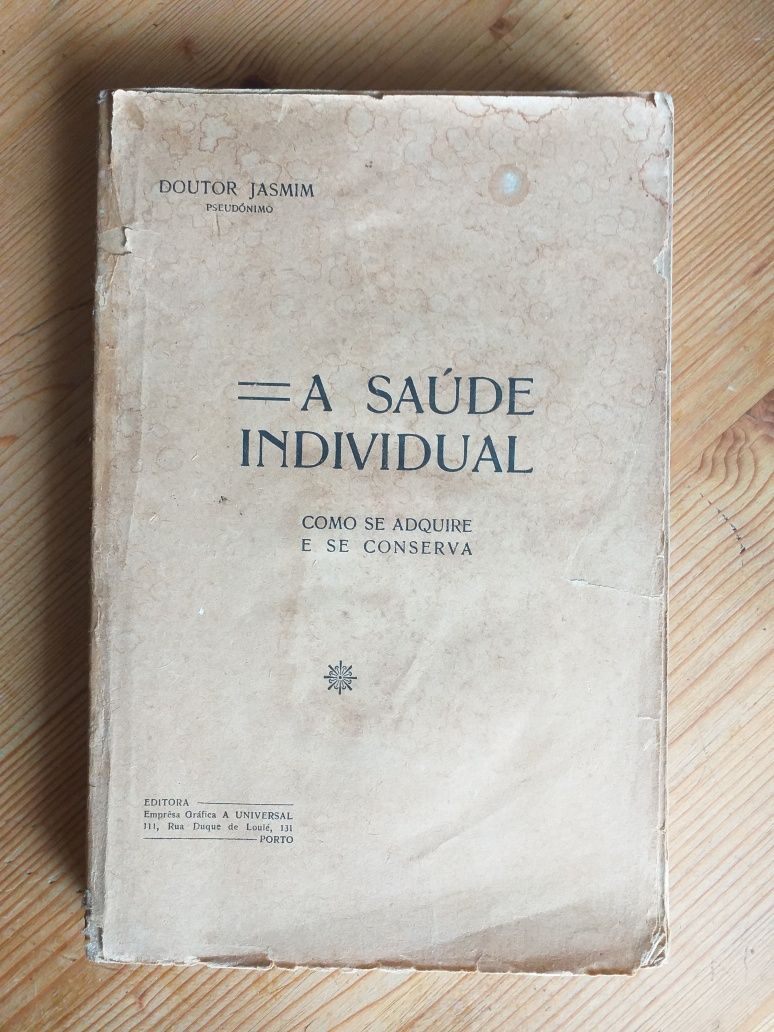 DOUTOR JASMIM
PSEUDÓNIMO
A SAÚDE
INDIVIDUAL
COMO SE ADQUIRE
E SE CONSERVA
EDITORA
Emprêsa Gráfica A UNIVERSAL
111, Rua Duque de Loulé, 131
PORTO